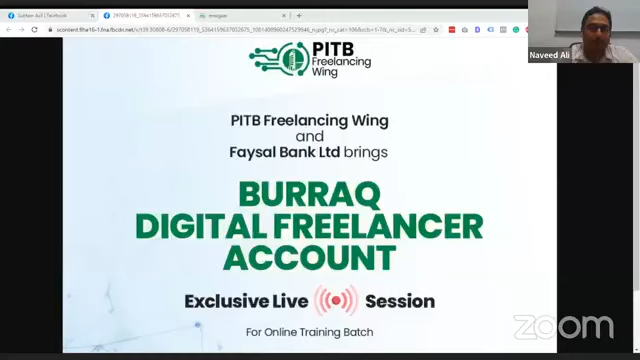 PITB
Freelancing
Wing
Naveed Ali
PITB Freelancing Wing
and
Faysal Bank Ltd brings
BURRAQ
DIGITAL FREELANCER
ACCOUNT
Exclusive Live Session
For Online Training Batch
zoom